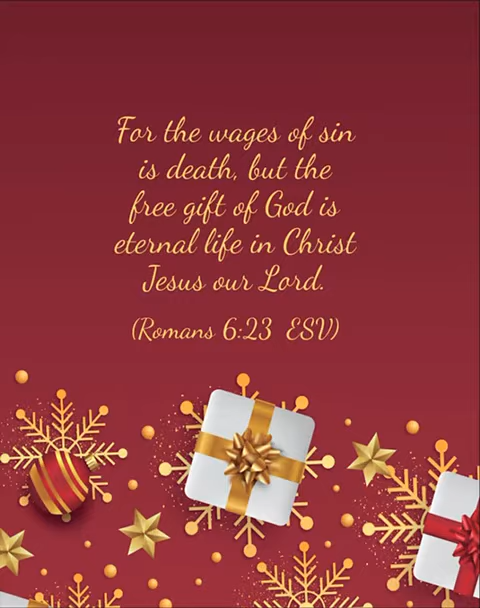 For the wages of sin
is death, but the
free gift of God is
eternal life in Christ
Jesus our Lord.
(Romans 6:23 ESV)